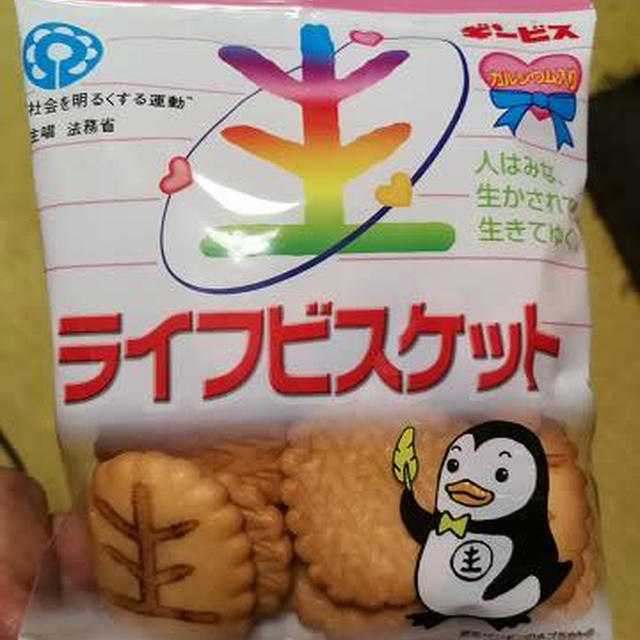 ギンビス
カルシウム入り
社会を明るくする運動
主唱 法務省
人はみな、
生かされて
生きてゆく。
ライフビスケット